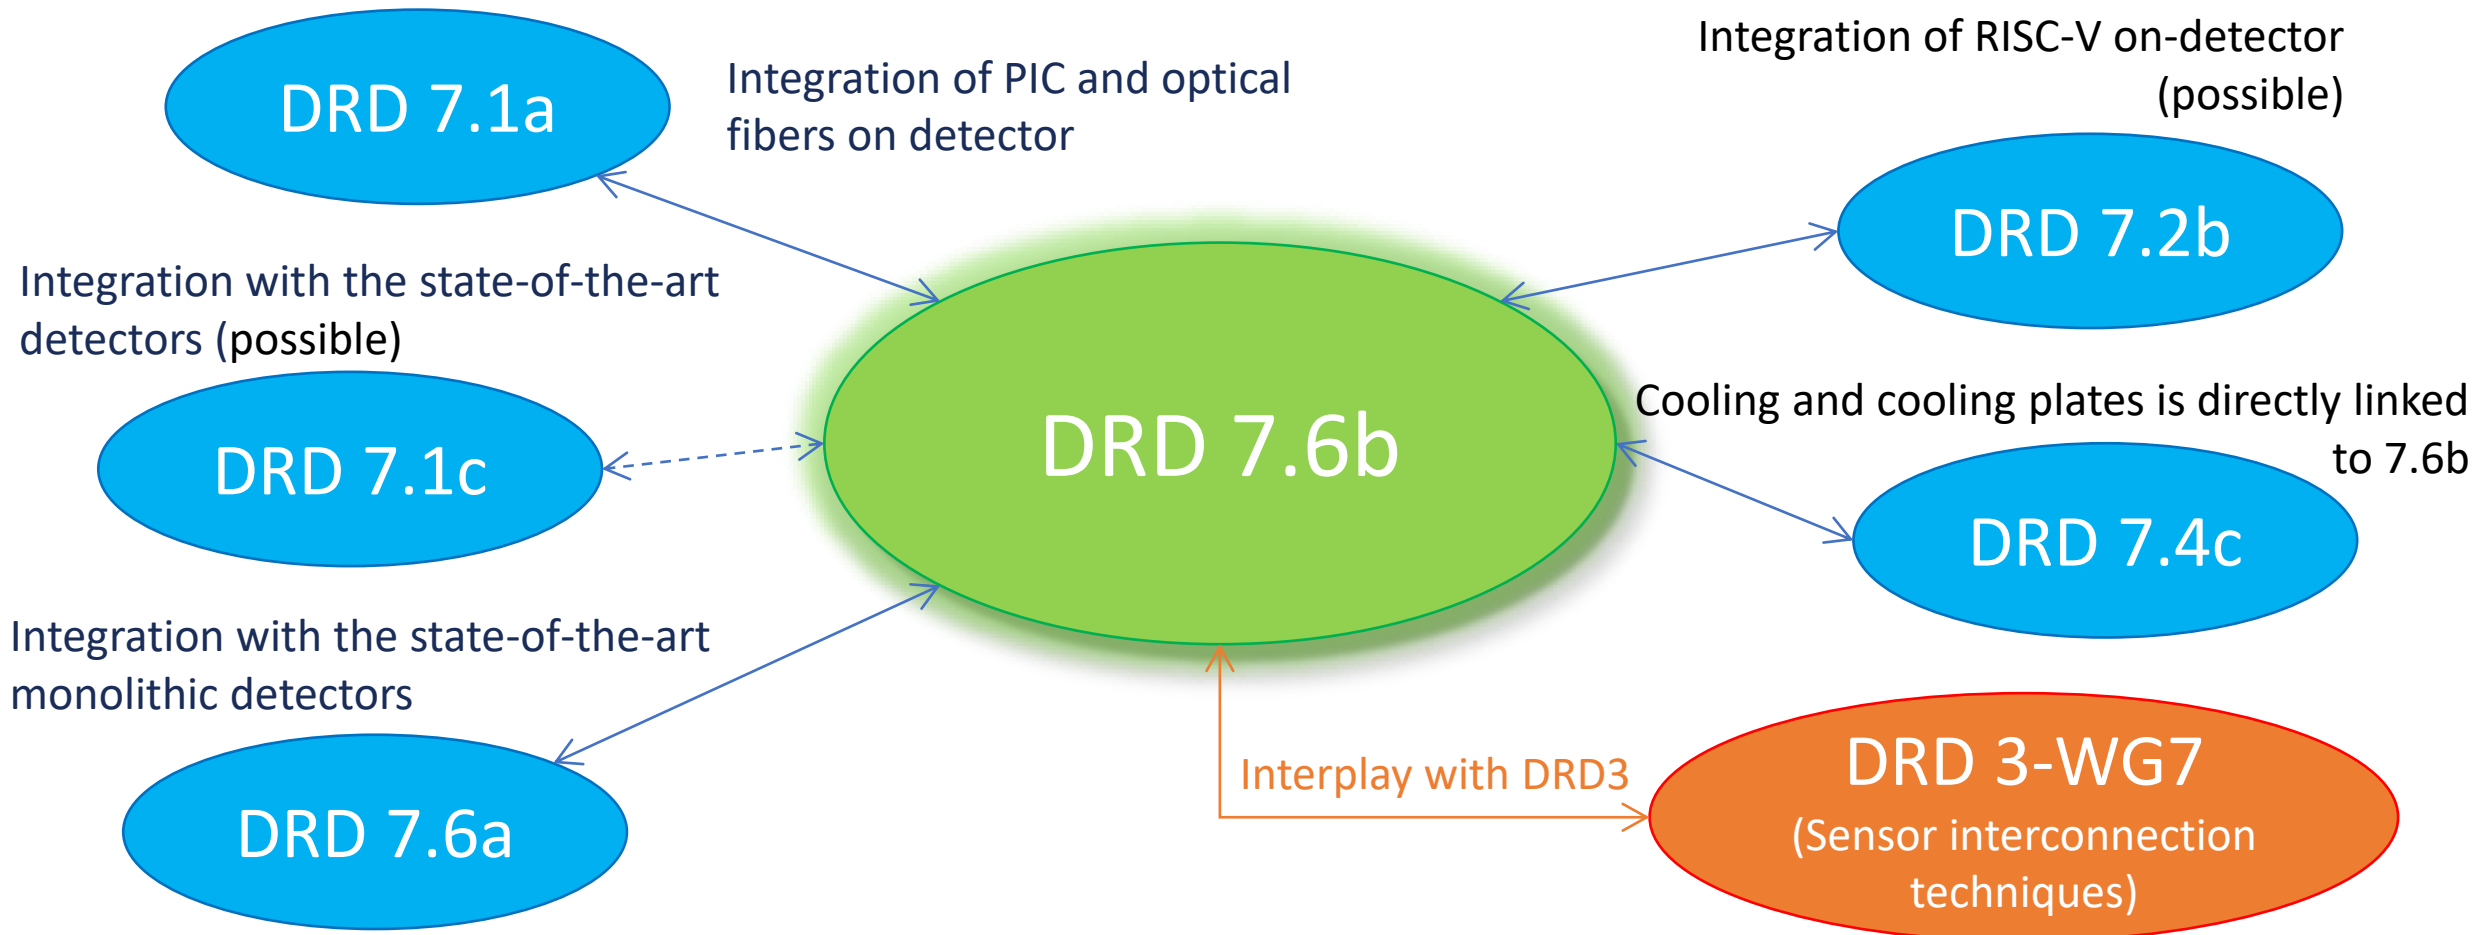 DRD 7.1a
Integration of PIC and optical
fibers on detector
Integration of RISC-V on-detector
(possible)
DRD 7.2b
Integration with the state-of-the-art
detectors (possible)
DRD 7.1c
DRD 7.6b
Cooling and cooling plates is directly linked
to 7.6b
DRD 7.4c
Integration with the state-of-the-art
monolithic detectors
DRD 7.6a
Interplay with DRD3
DRD 3-WG7
(Sensor interconnection
techniques)